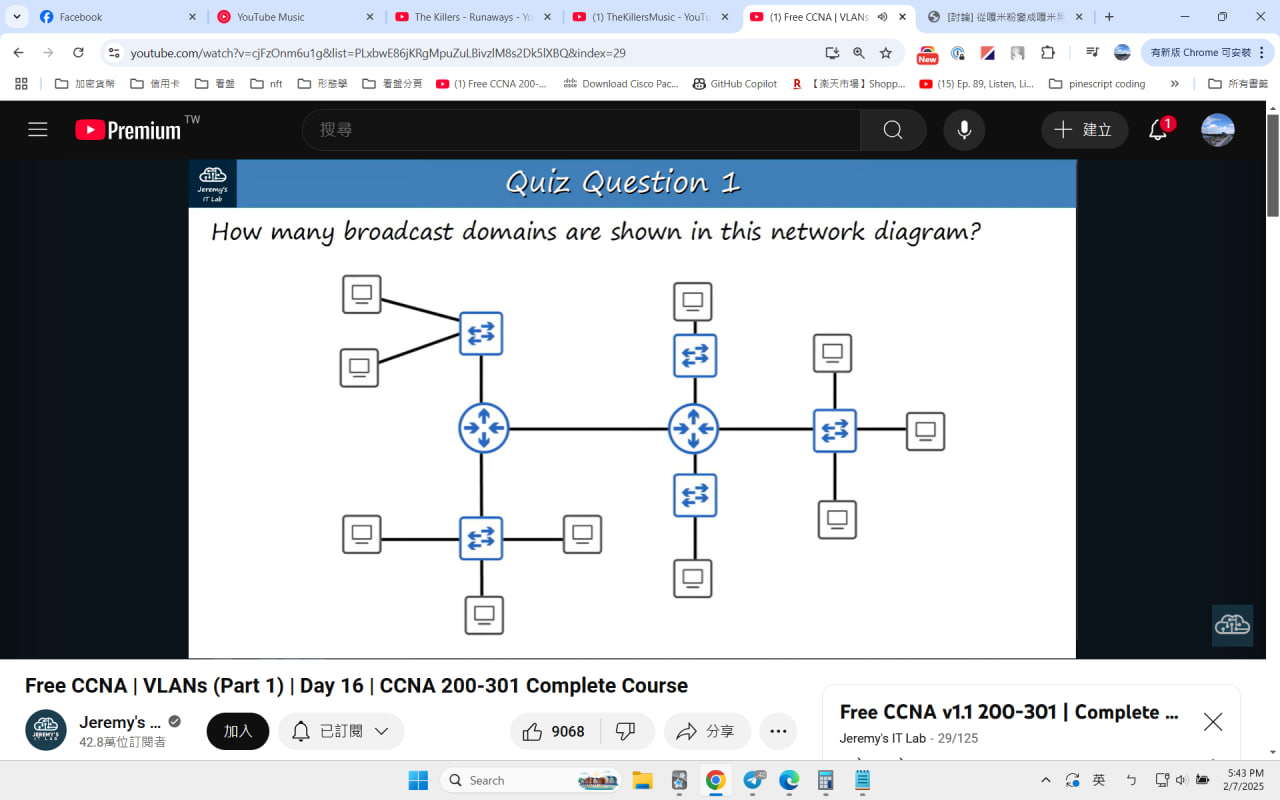 Facebook
YouTube Music
The Killers - Runaways - Yo
(1) TheKillersMusic - YouTu
(1) Free CCNA | VLANs
[討論] 從嘎米粉變成嘎米黑
youtube.com/watch?v=cjFzOnm6u1g&list=PLxbwE86jKRgMpuZuLBivzlM8s2Dk5lXBQ&index=29
New
有新版 Chrome 可安裝
加密貨幣
信用卡
看盤
nft
形態學
看盤分頁
(1) Free CCNA 200-...
Download Cisco Pac...
GitHub Copilot
【楽天市場】Shopp...
(15) Ep. 89, Listen, Li...
pinescript coding
所有書籤
Premium TW
搜尋
建立
1
Jeremy's
IT Lab
Quiz Question 1
How many broadcast domains are shown in this network diagram?
Free CCNA | VLANs (Part 1) | Day 16 | CCNA 200-301 Complete Course
Jeremy's ...
42.8萬位訂閱者
加入
已訂閱
9068
分享
Free CCNA v1.1 200-301 | Complete ...
Jeremy's IT Lab - 29/125
Search
英
ㄅ
5:43 PM
2/7/2025